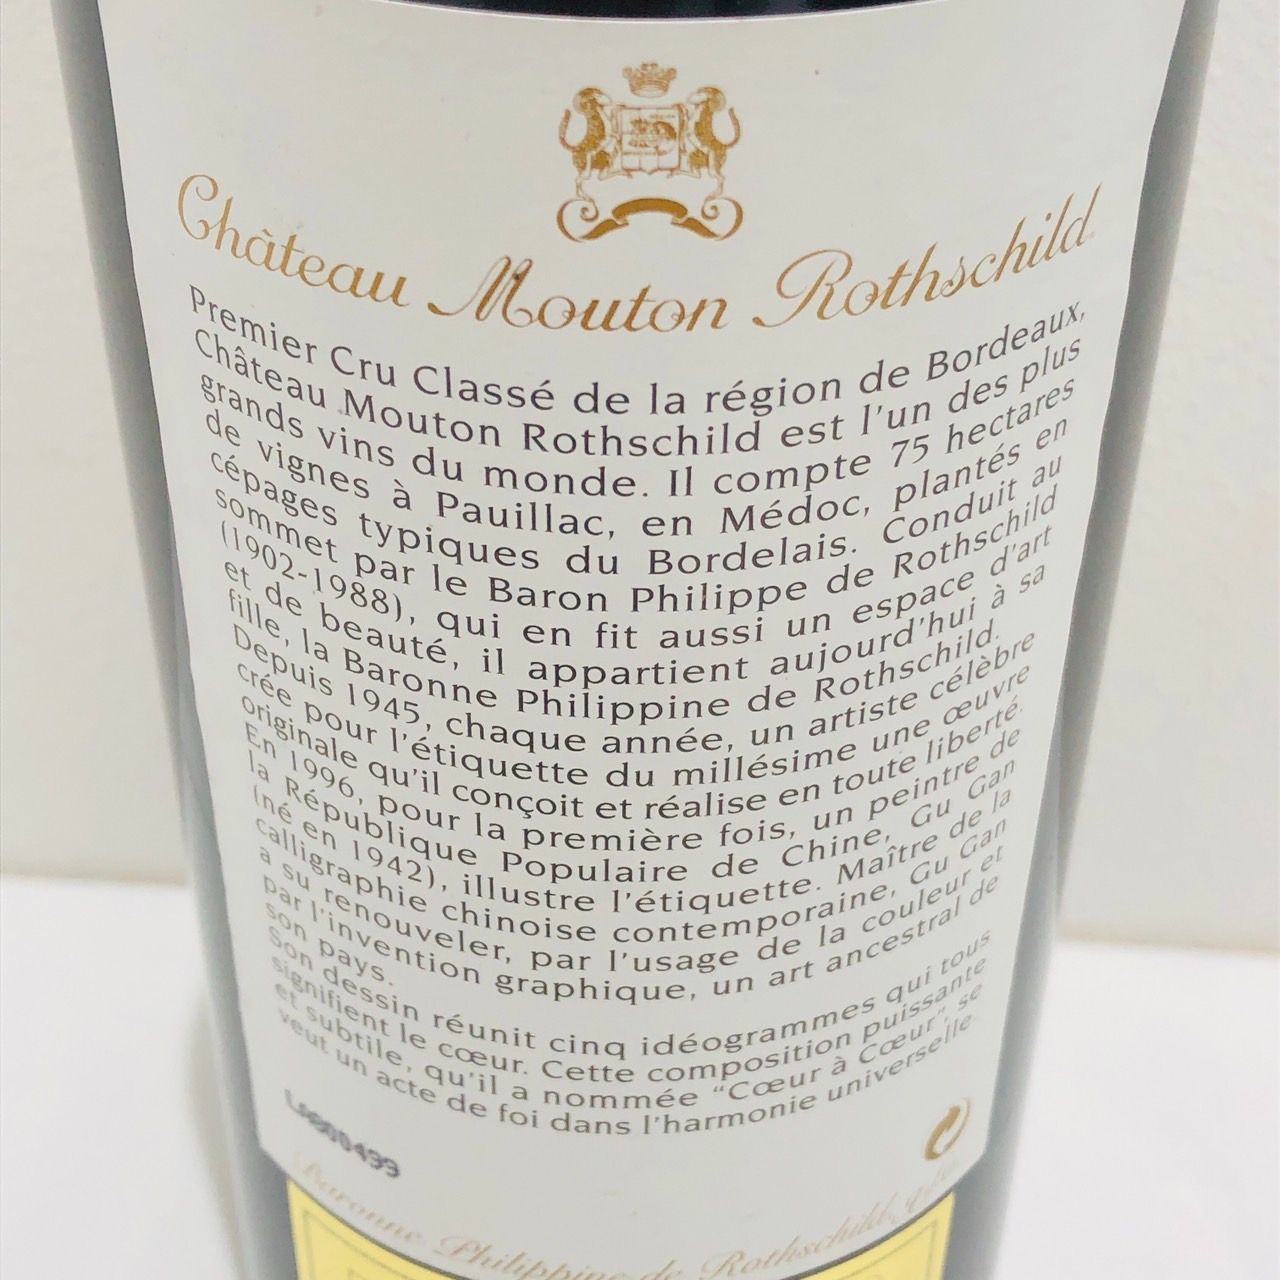 Château Mouton Rothschild
Premier Cru Classé de la région de Bordeaux,
Château Mouton Rothschild est l'un des plus
grands vins du monde. Il compte 75 hectares
de vignes à Pauillac, en Médoc, plantés en
cépages typiques du Bordelais. Conduit au
sommet par le Baron Philippe de Rothschild
(1902-1988), qui en fit aussi un espace d'art
et de beauté, il appartient aujourd'hui à sa
fille, la Baronne Philippine de Rothschild.
Depuis 1945, chaque année, un artiste célèbre
crée pour l'étiquette du millésime une œuvre
originale qu'il conçoit et réalise en toute liberté.
En 1996, pour la première fois, un peintre de
la République Populaire de Chine, Gu Gan
(né en 1942), illustre l'étiquette. Maître de la
calligraphie chinoise contemporaine, Gu Gan
a su renouveler, par l'usage de la couleur et
par l'invention graphique, un art ancestral de
son pays.
Son dessin réunit cinq idéogrammes qui tous
signifient le cœur. Cette composition puissante
et subtile, qu'il a nommée "Cœur à Cœur", se
veut un acte de foi dans l'harmonie universelle.
Baronne Philippine de Rothschild